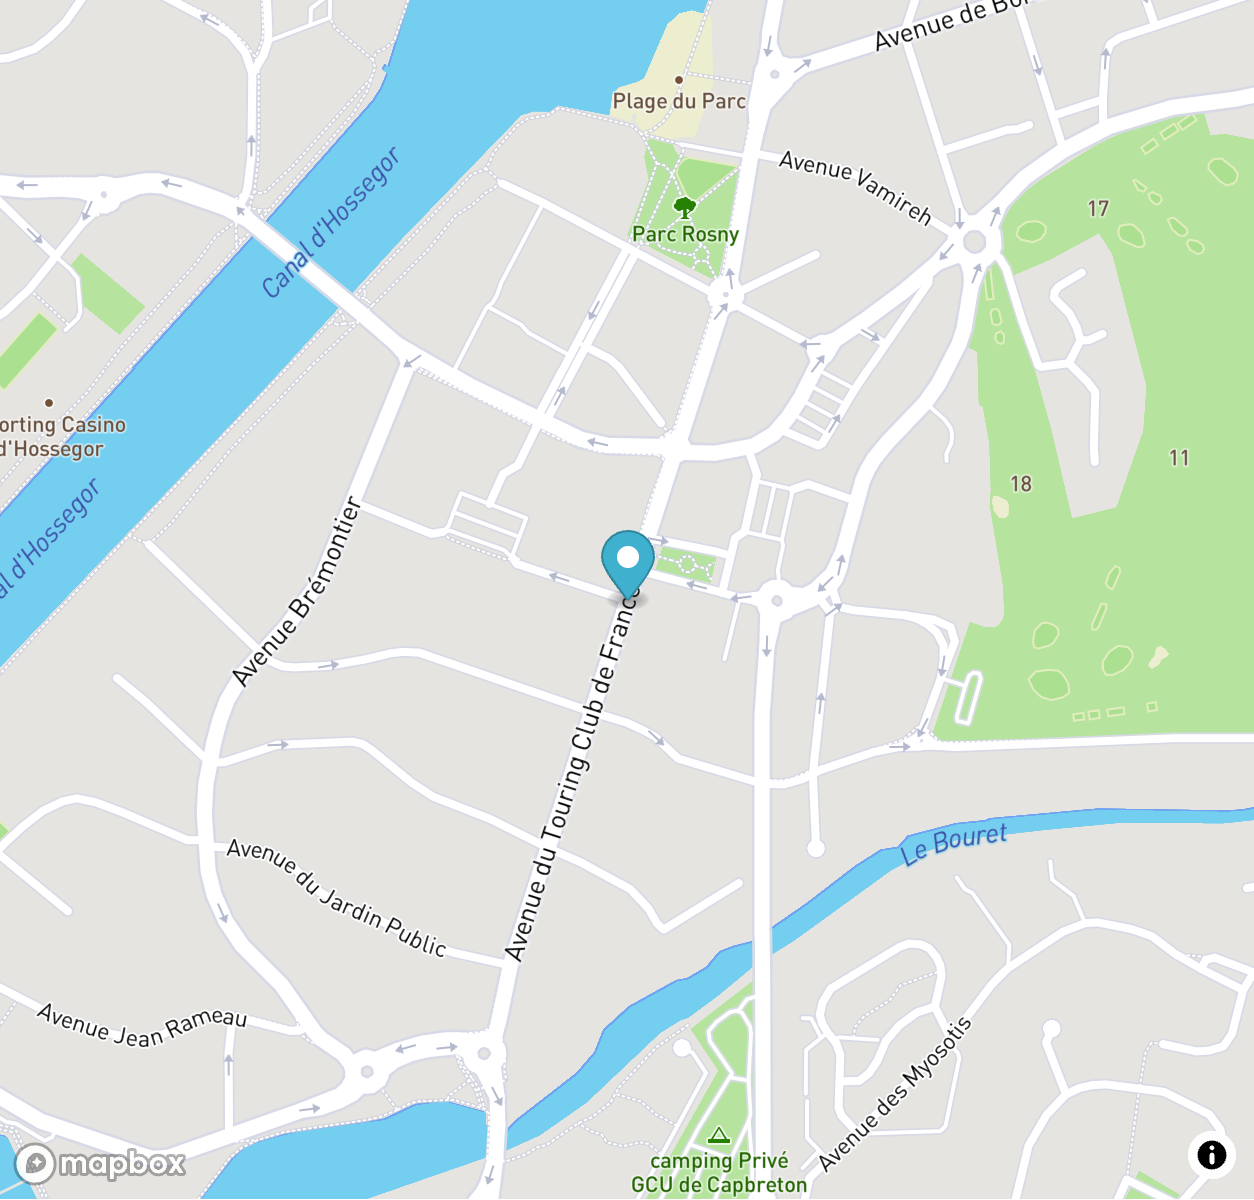 Avenue de Bor
Plage du Parc
Avenue Vamireh
Canal d'Hossegor
17
Parc Rosny
orting Casino
d'Hossegor
11
18
al d'Hossegor
Avenue Brémontier
Avenue du Touring Club de France
Le Bouret
Avenue du Jardin Public
Avenue Jean Rameau
Avenue des Myosotis
camping Privé
GCU de Capbreton
mapbox
i